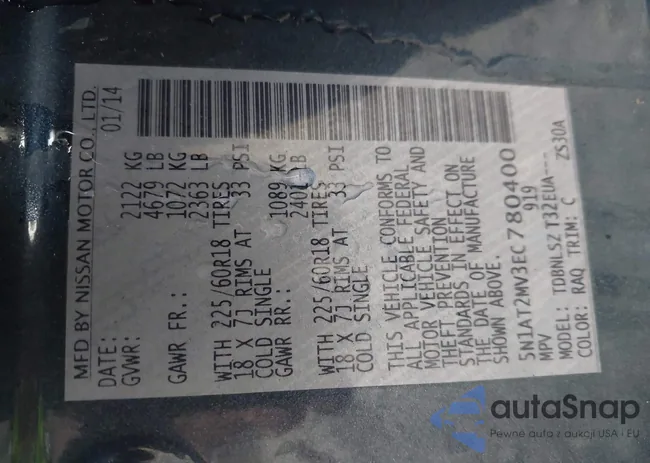 MFD BY NISSAN MOTOR CO., LTD.
DATE: 01/14
GVWR: 2122 KG
4679 LB
GAWR FR.: 1072 KG
2363 LB
WITH 225/60R18 TIRES
18 X 7J RIMS AT 33 PSI
COLD SINGLE
GAWR RR.: 1089 KG
2401 LB
WITH 225/60R18 TIRES
18 X 7J RIMS AT 33 PSI
COLD SINGLE
THIS VEHICLE CONFORMS TO
ALL APPLICABLE FEDERAL
MOTOR VEHICLE SAFETY AND
THEFT PREVENTION
STANDARDS IN EFFECT ON
THE DATE OF MANUFACTURE
SHOWN ABOVE.
5N1AT2MV3EC780400
MPV 919
MODEL: TDBNLSZ T32EUA---
COLOR: RAQ TRIM: C ZS30A
autaSnap
Pewne auta z aukcji USA i EU